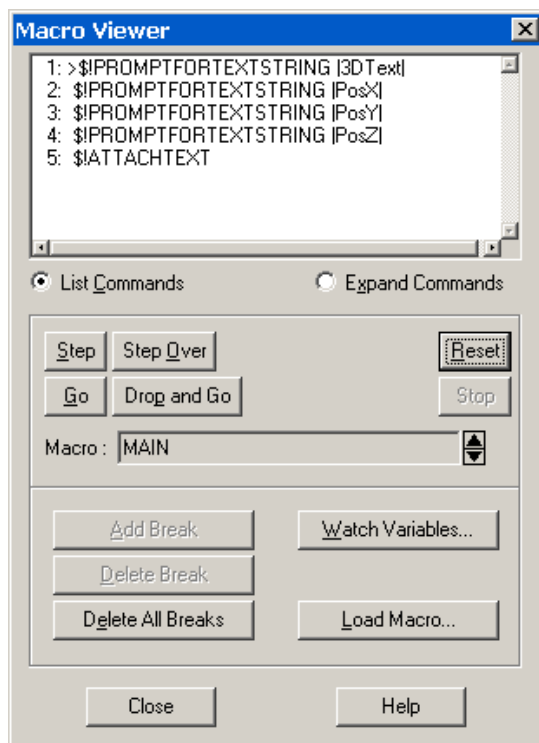 Macro Viewer
1: >$!PROMPTFORTEXTSTRING |3DText|
2: $!PROMPTFORTEXTSTRING |PosX|
3: $!PROMPTFORTEXTSTRING |PosY|
4: $!PROMPTFORTEXTSTRING |PosZ|
5: $!ATTACHTEXT
List Commands Expand Commands
Step Step Over Reset
Go Drop and Go Stop
Macro : MAIN
Add Break Watch Variables...
Delete Break
Delete All Breaks Load Macro...
Close Help